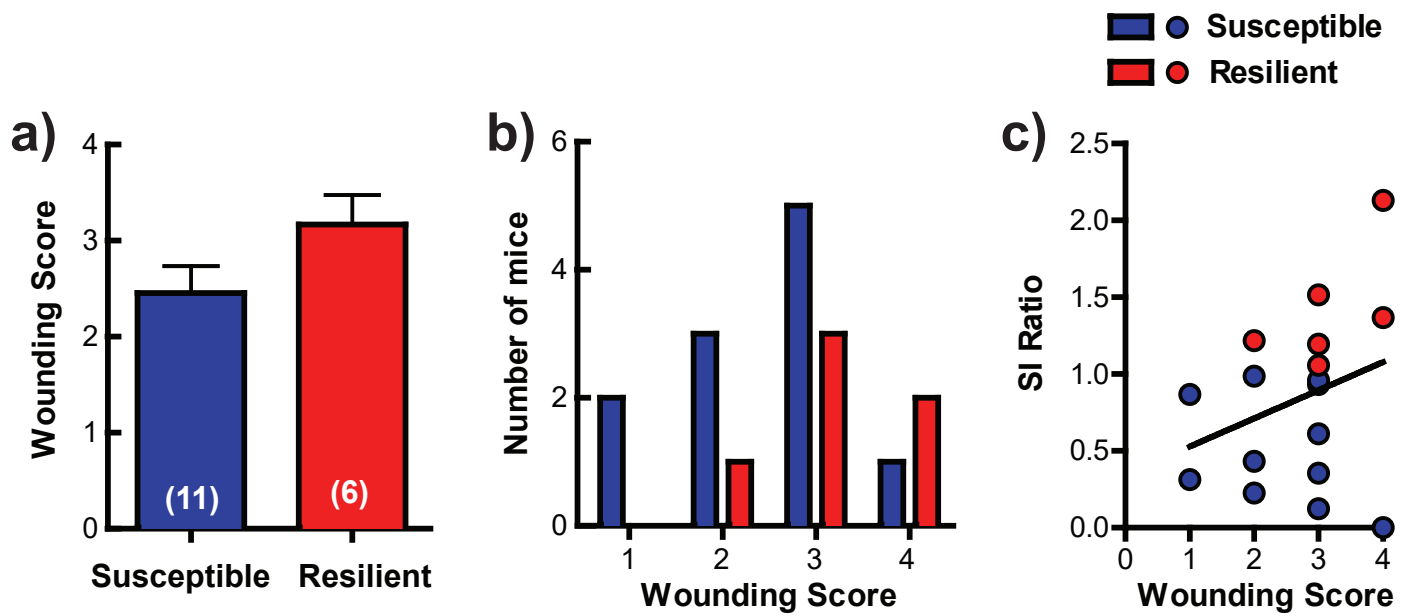 Susceptible
Resilient
a)
Wounding Score
4
3
2
1
0
(11)
(6)
Susceptible Resilient
b)
Number of mice
6
4
2
0
1 2 3 4
Wounding Score
c)
SI Ratio
2.5
2.0
1.5
1.0
0.5
0.0
0 1 2 3 4
Wounding Score